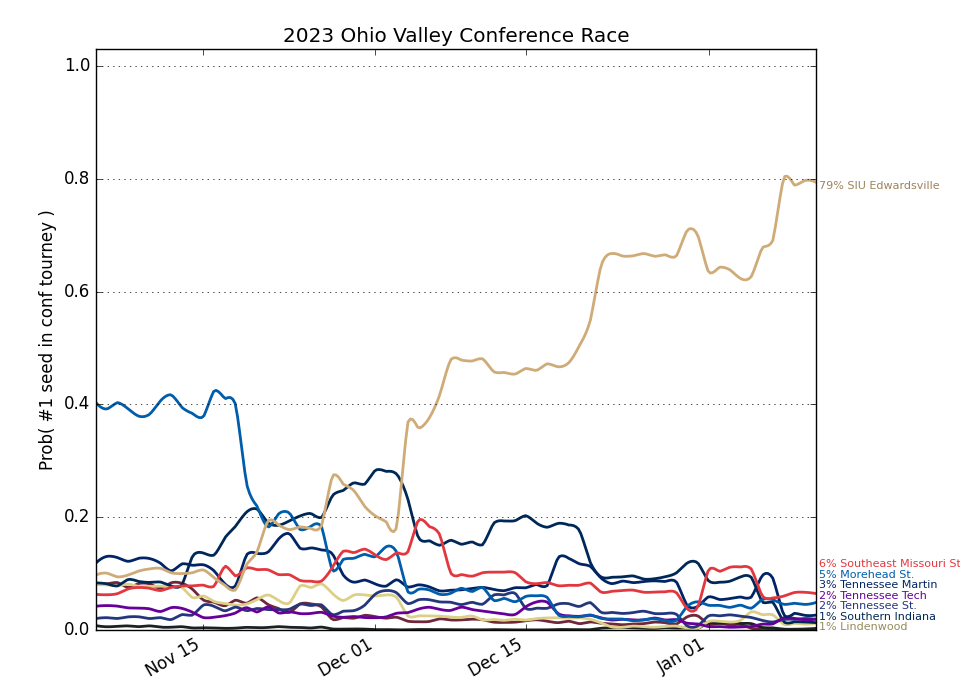 2023 Ohio Valley Conference Race
Prob( #1 seed in conf tourney )
1.0
0.8
0.6
0.4
0.2
0.0
Nov 15
Dec 01
Dec 15
Jan 01
79% SIU Edwardsville
6% Southeast Missouri St
5% Morehead St.
3% Tennessee Martin
2% Tennessee Tech
2% Tennessee St.
1% Southern Indiana
1% Lindenwood